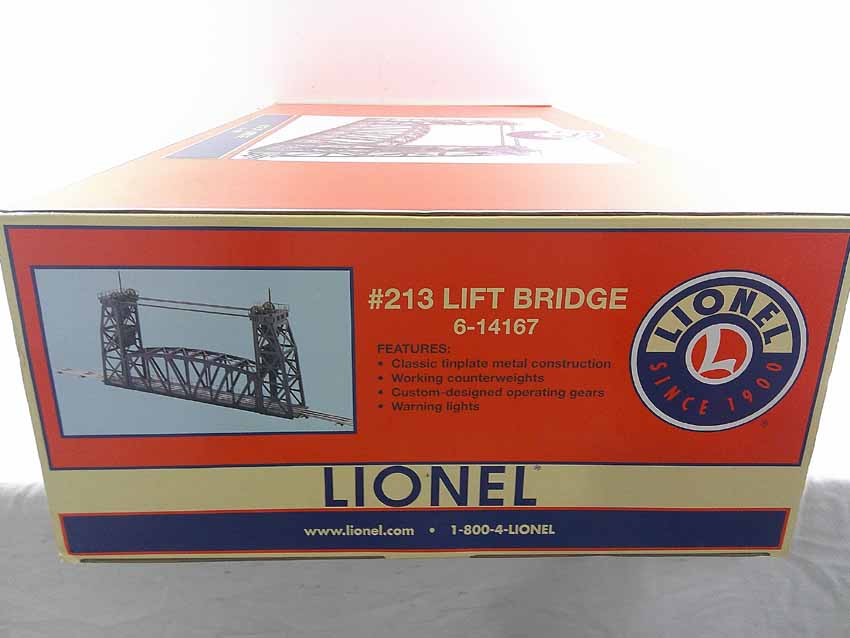 #213 LIFT BRIDGE
6-14167
FEATURES:
• Classic tinplate metal construction
• Working counterweights
• Custom-designed operating gears
• Warning lights
LIONEL
SINCE 1900
L
®
LIONEL®
www.lionel.com • 1-800-4-LIONEL